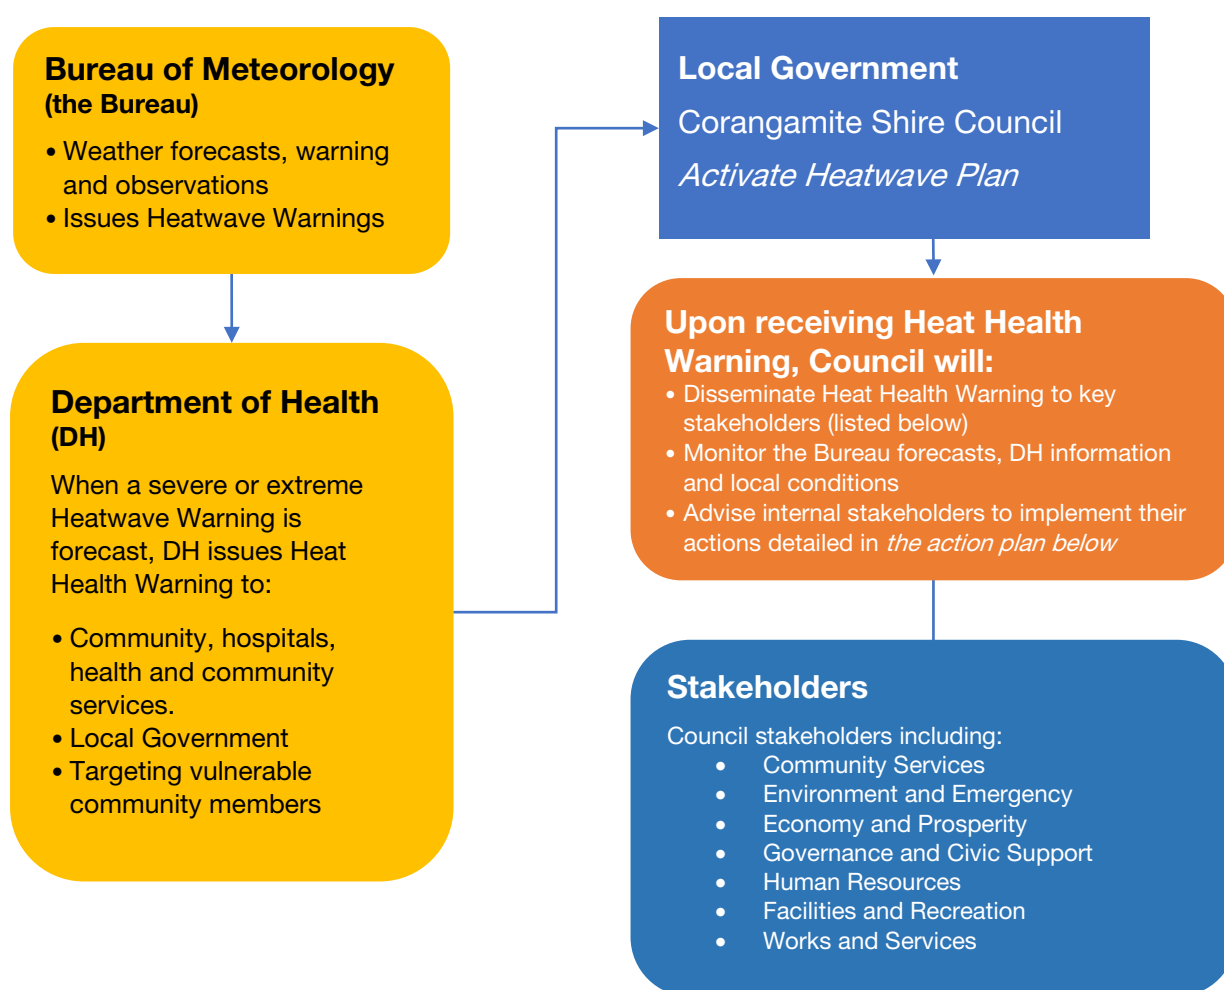 Bureau of Meteorology
(the Bureau)
• Weather forecasts, warning
and observations
• Issues Heatwave Warnings
Department of Health
(DH)
When a severe or extreme
Heatwave Warning is
forecast, DH issues Heat
Health Warning to:
• Community, hospitals,
health and community
services.
• Local Government
• Targeting vulnerable
community members
Local Government
Corangamite Shire Council
Activate Heatwave Plan
Upon receiving Heat Health
Warning, Council will:
• Disseminate Heat Health Warning to key
stakeholders (listed below)
• Monitor the Bureau forecasts, DH information
and local conditions
• Advise internal stakeholders to implement their
actions detailed in the action plan below
Stakeholders
Council stakeholders including:
• Community Services
• Environment and Emergency
• Economy and Prosperity
• Governance and Civic Support
• Human Resources
• Facilities and Recreation
• Works and Services